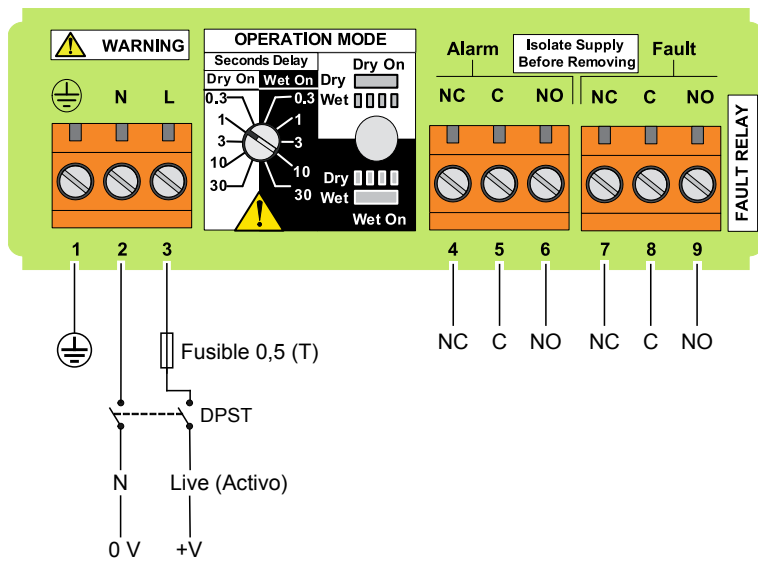 WARNING
N L
OPERATION MODE
Seconds Delay
Dry On Wet On
0.3 0.3
1 1
3 3
10 10
30 30
Dry On
Dry
Wet
Dry
Wet
Wet On
Isolate Supply
Before Removing
Alarm Fault
NC C NO NC C NO
FAULT RELAY
1 2 3 4 5 6 7 8 9
NC C NO NC C NO
Fusible 0,5 (T)
DPST
N Live (Activo)
0 V +V